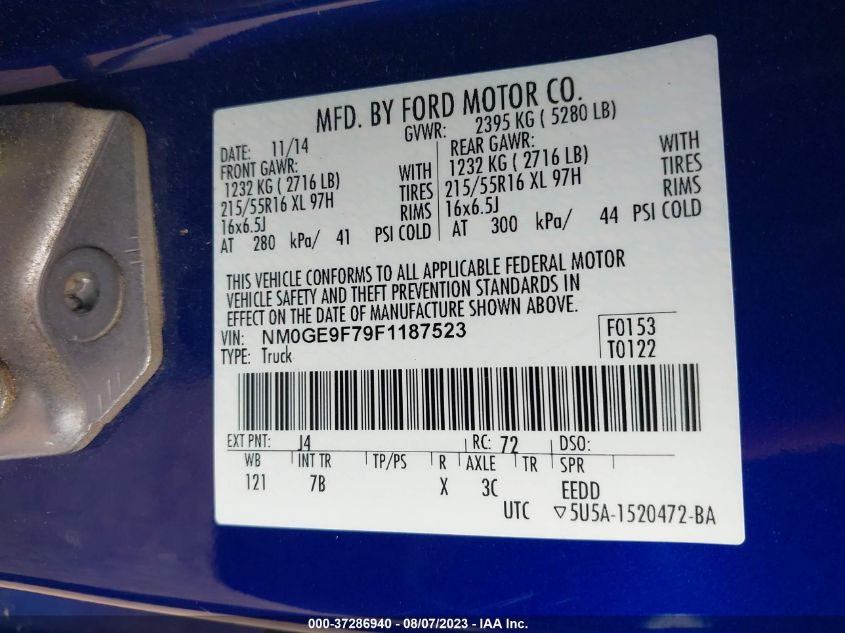 MFD. BY FORD MOTOR CO.
DATE: 11/14 GVWR: 2395 KG ( 5280 LB)
FRONT GAWR: WITH REAR GAWR: WITH
1232 KG ( 2716 LB) TIRES 1232 KG ( 2716 LB) TIRES
215/55R16 XL 97H RIMS 215/55R16 XL 97H RIMS
16x6.5J 16x6.5J
AT 280 kPa/ 41 PSI COLD AT 300 kPa/ 44 PSI COLD
THIS VEHICLE CONFORMS TO ALL APPLICABLE FEDERAL MOTOR
VEHICLE SAFETY AND THEFT PREVENTION STANDARDS IN
EFFECT ON THE DATE OF MANUFACTURE SHOWN ABOVE.
VIN: NM0GE9F79F1187523 F0153
TYPE: Truck T0122
EXT PNT: J4 RC: 72 DSO:
WB INT TR TP/PS R AXLE TR SPR
121 7B X 3C EEDD
UTC ▽5U5A-1520472-BA
000-37286940 - 08/07/2023 - IAA Inc.